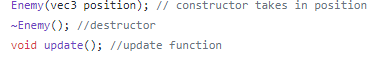 Enemy(vec3 position); // constructor takes in position
~Enemy(); //destructor
void update(); //update function